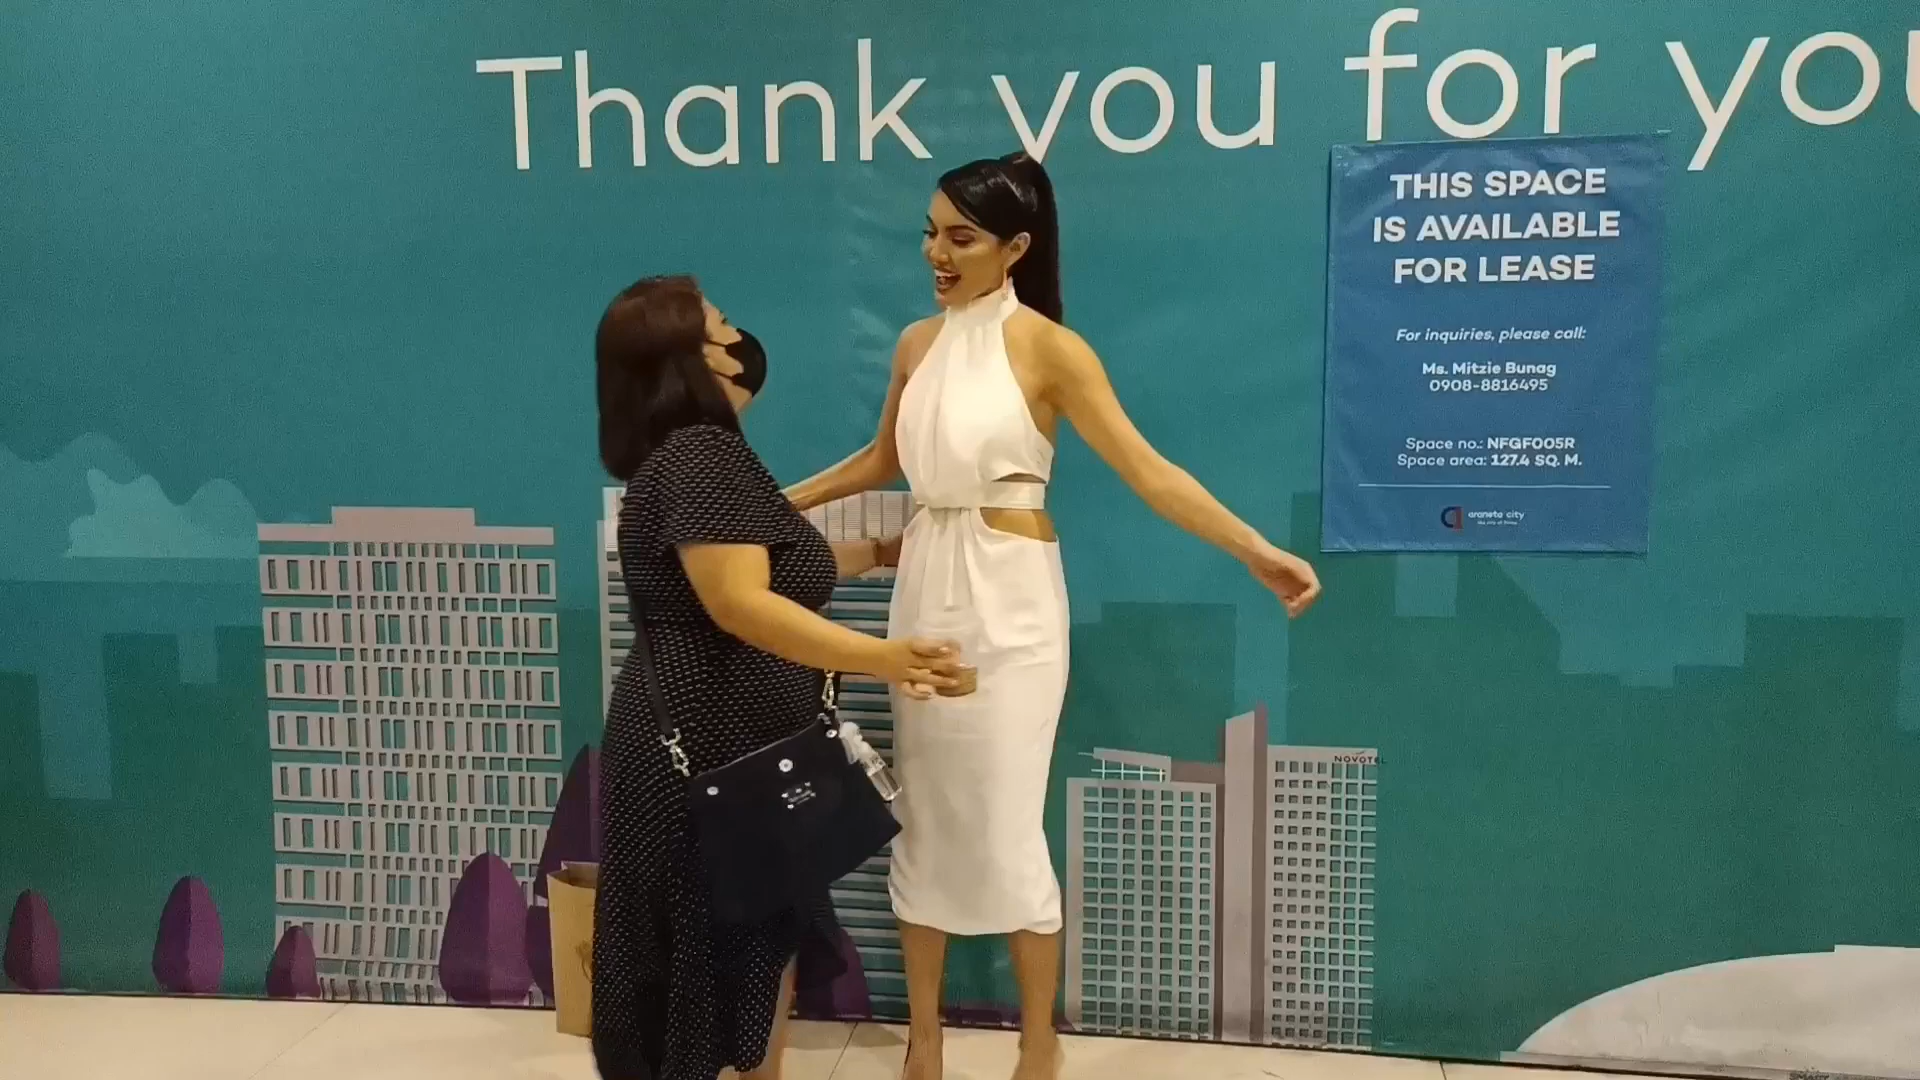 Thank you for you
THIS SPACE
IS AVAILABLE
FOR LEASE
For inquiries, please call:
Ms. Mitzie Bunag
0908-8816495
Space no.: NFGF005R
Space area: 127.4 SQ. M.
araneta city
NOVOTEL